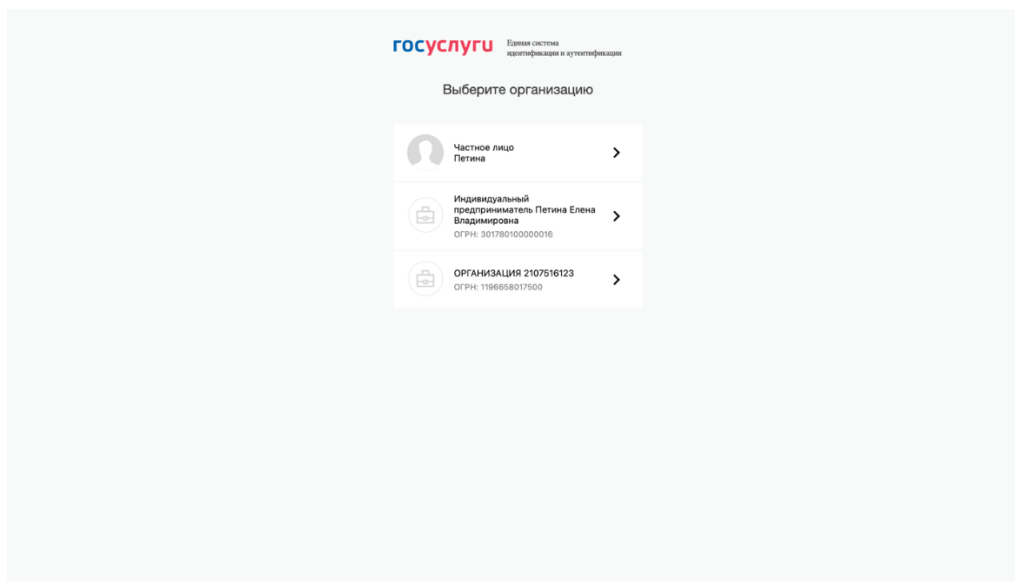 госуслуги
Единая система
идентификации и аутентификации
Выберите организацию
Частное лицо
Петина
Индивидуальный
предприниматель Петина Елена
Владимировна
ОГРН: 301780100000016
ОРГАНИЗАЦИЯ 2107516123
ОГРН: 1196658017500